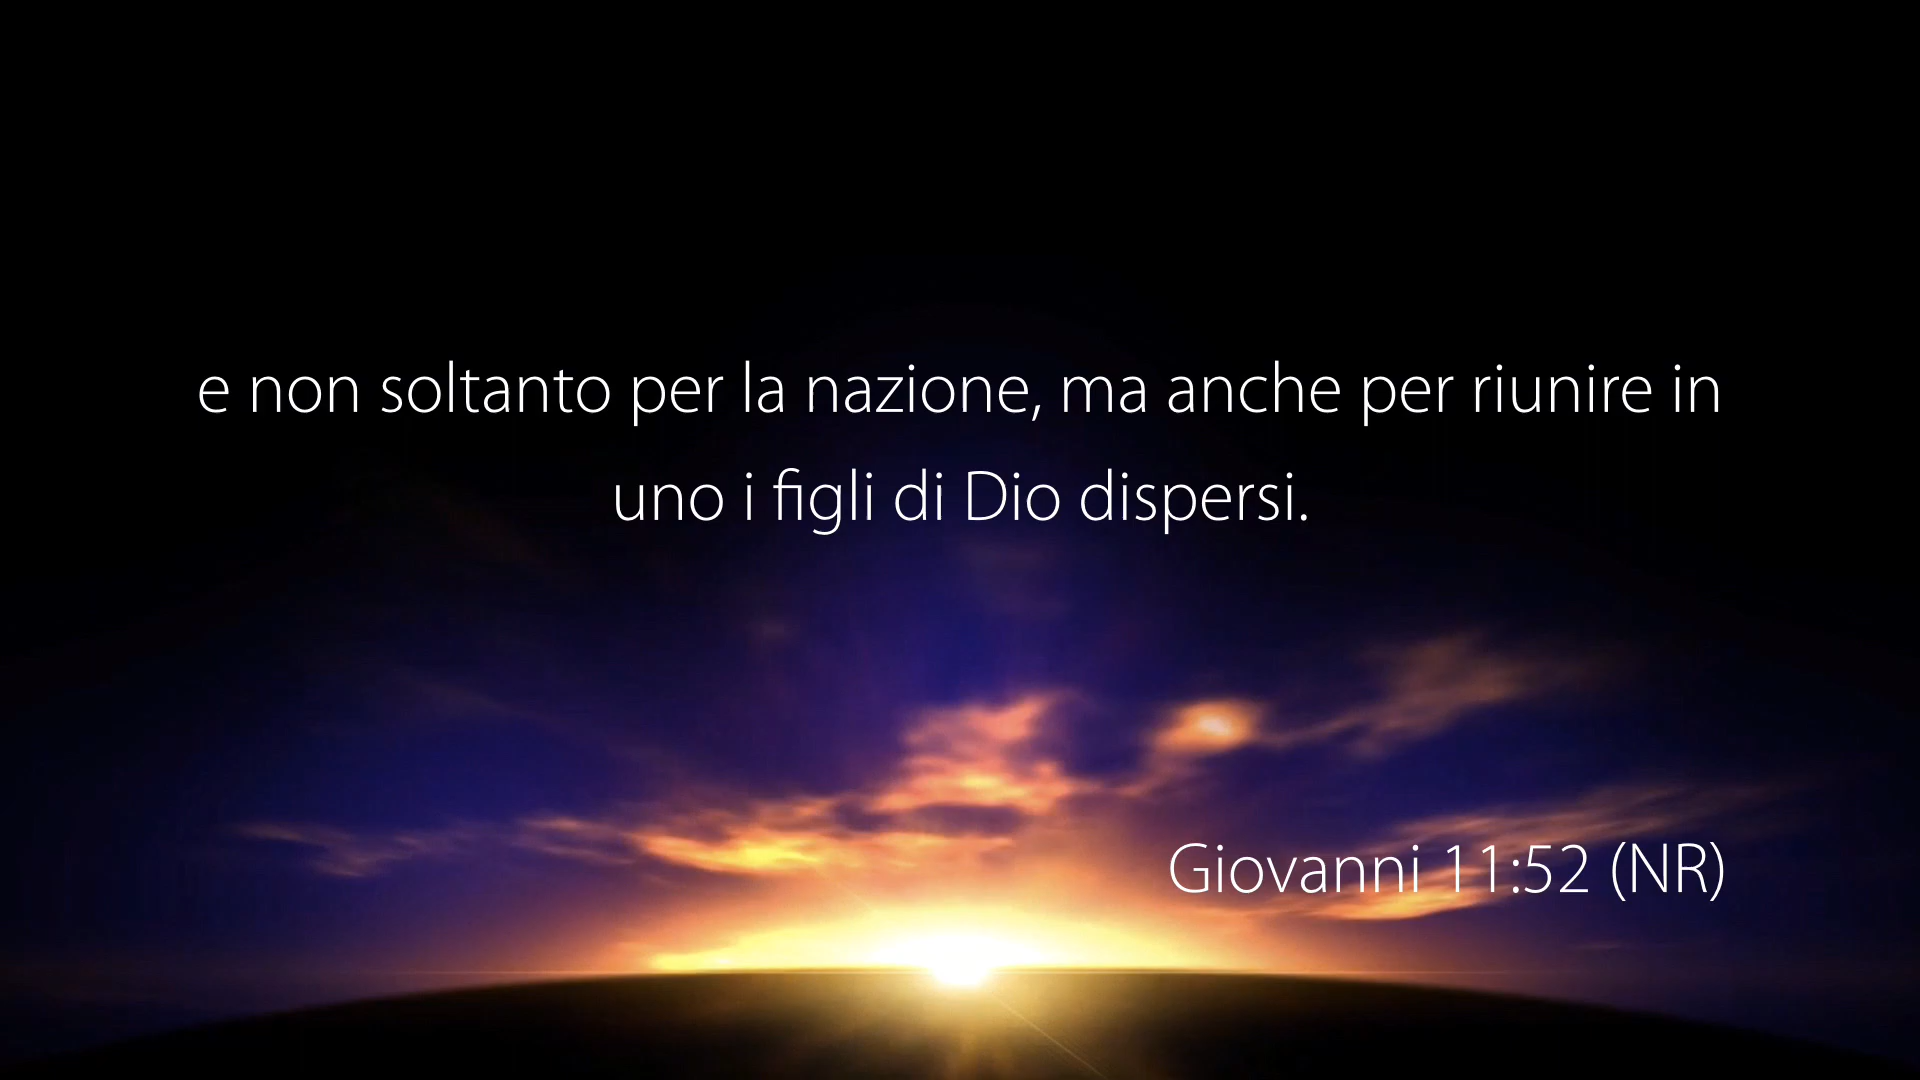 e non soltanto per la nazione, ma anche per riunire in
uno i figli di Dio dispersi.
Giovanni 11:52 (NR)